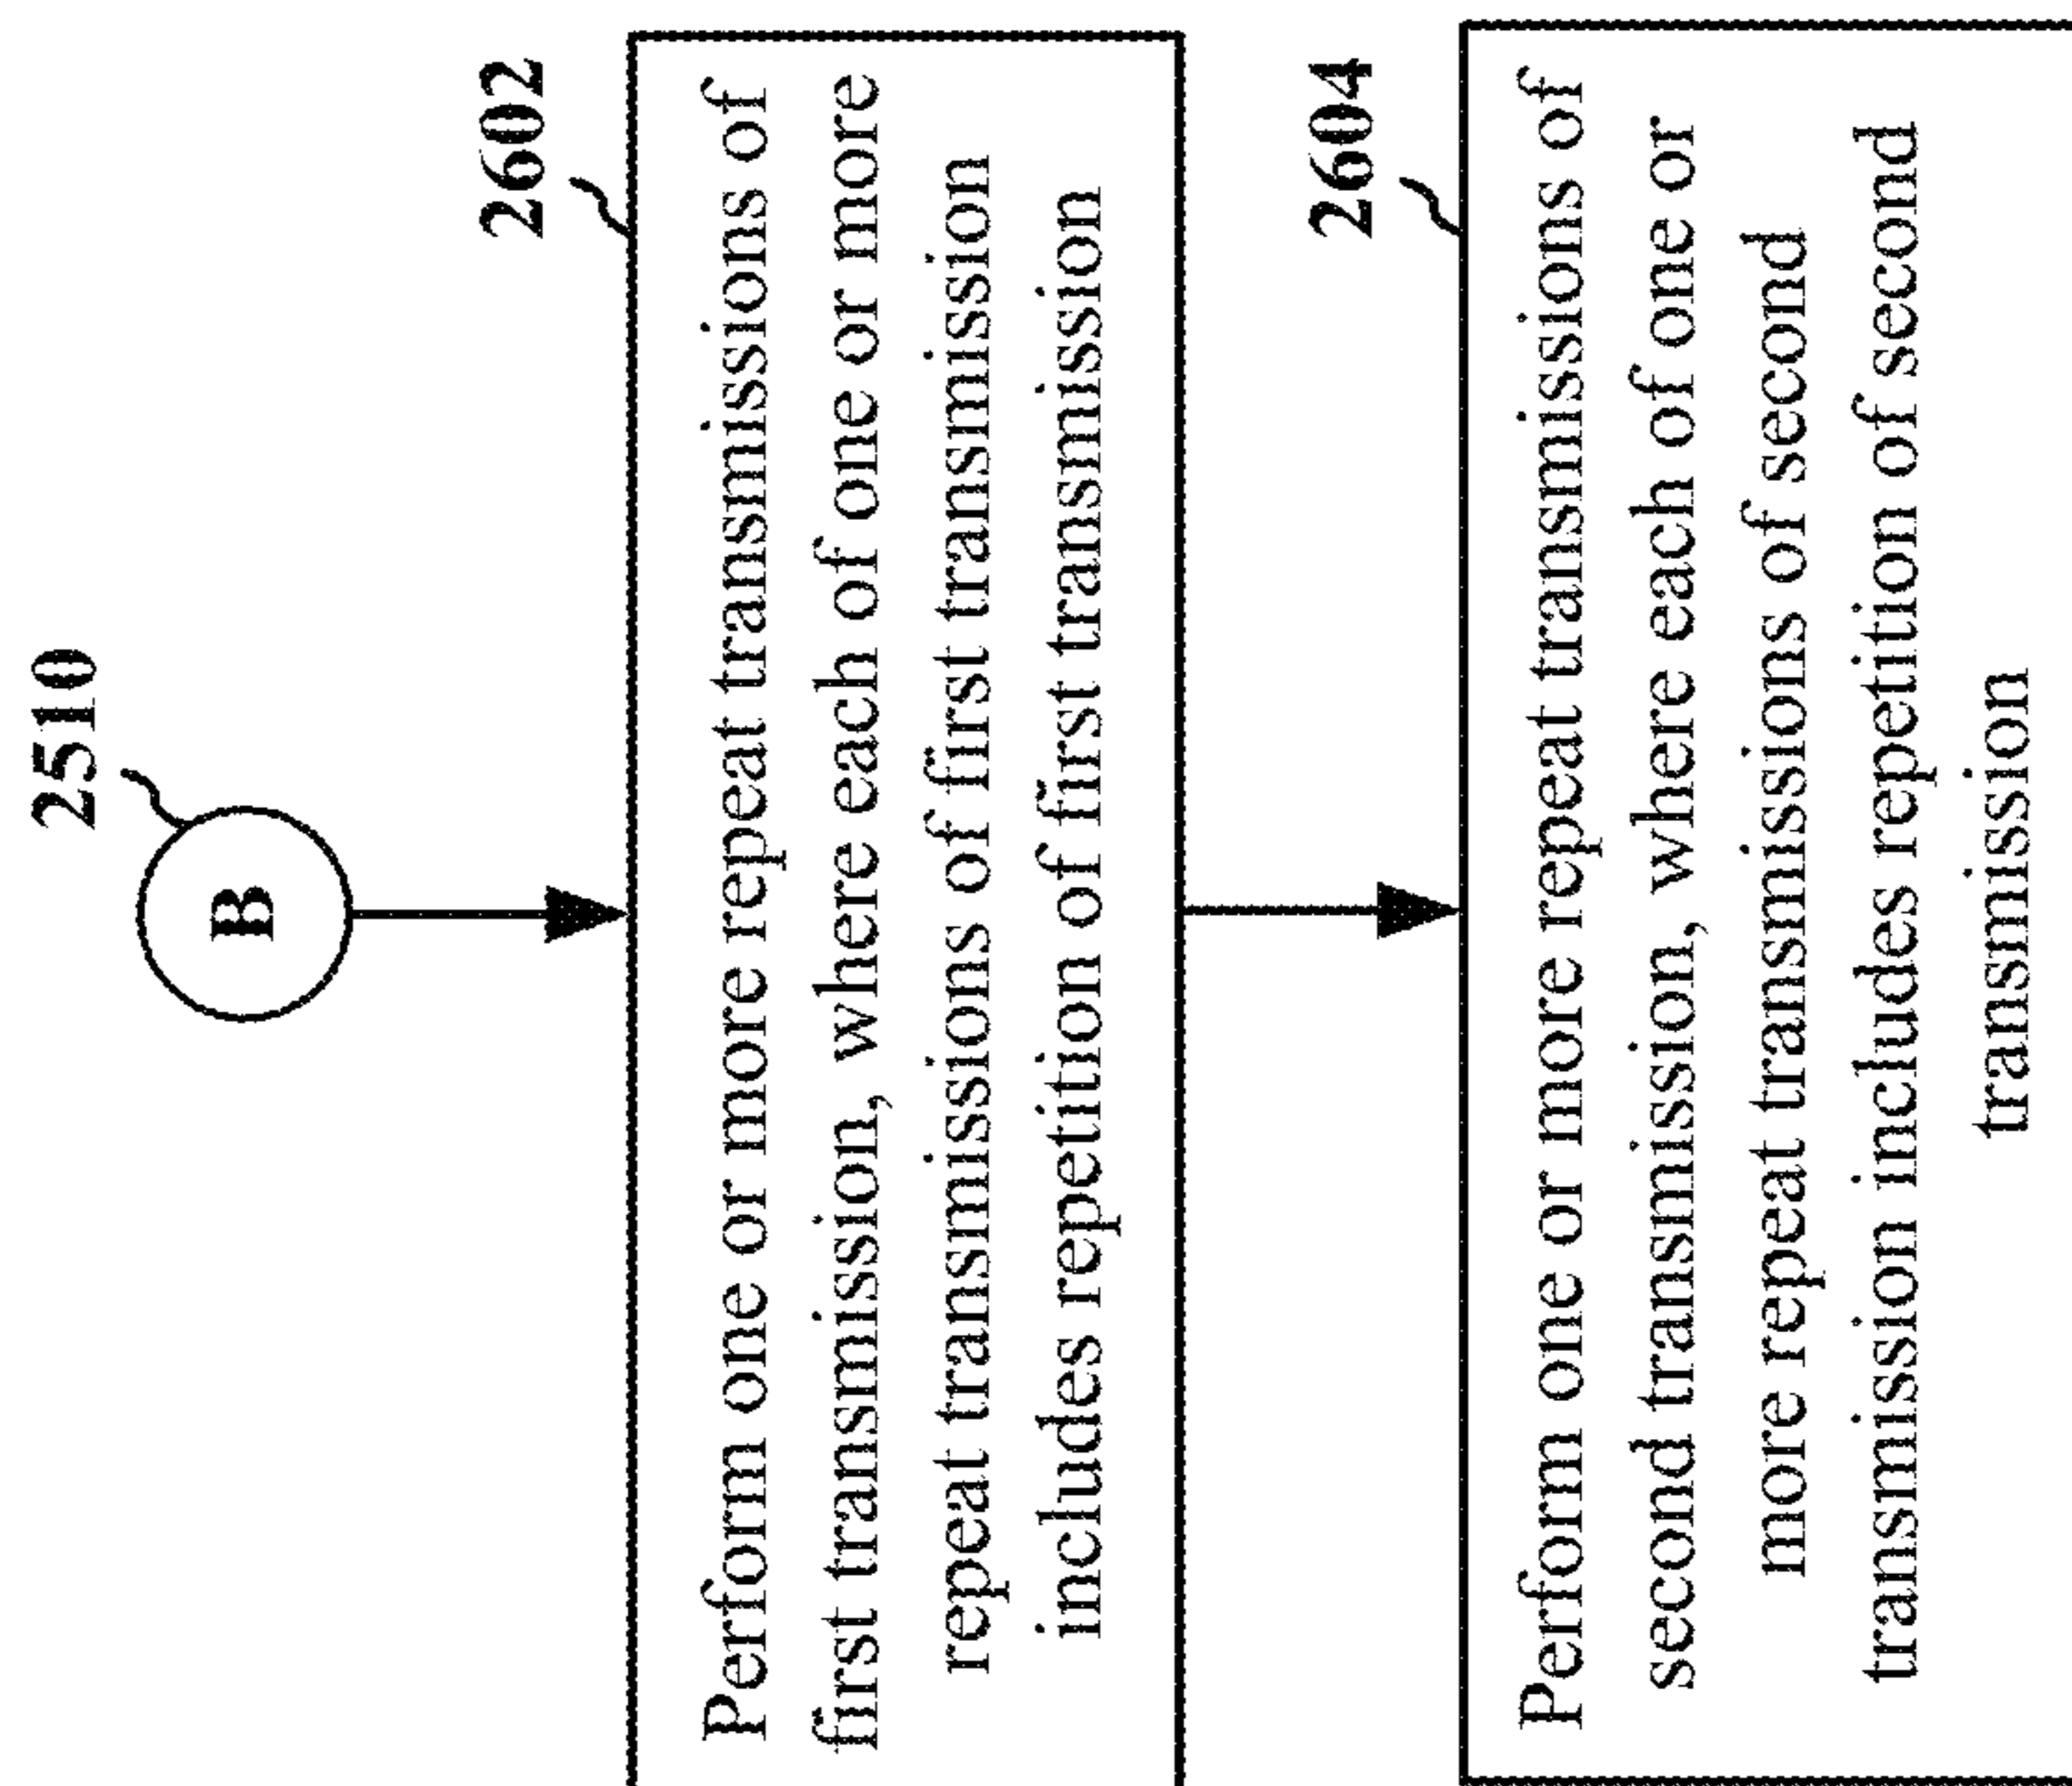 2510
B
2602
Perform one or more repeat transmissions of
first transmission, where each of one or more
repeat transmissions of first transmission
includes repetition of first transmission
2604
Perform one or more repeat transmissions of
second transmission, where each of one or
more repeat transmissions of second
transmission includes repetition of second
transmission